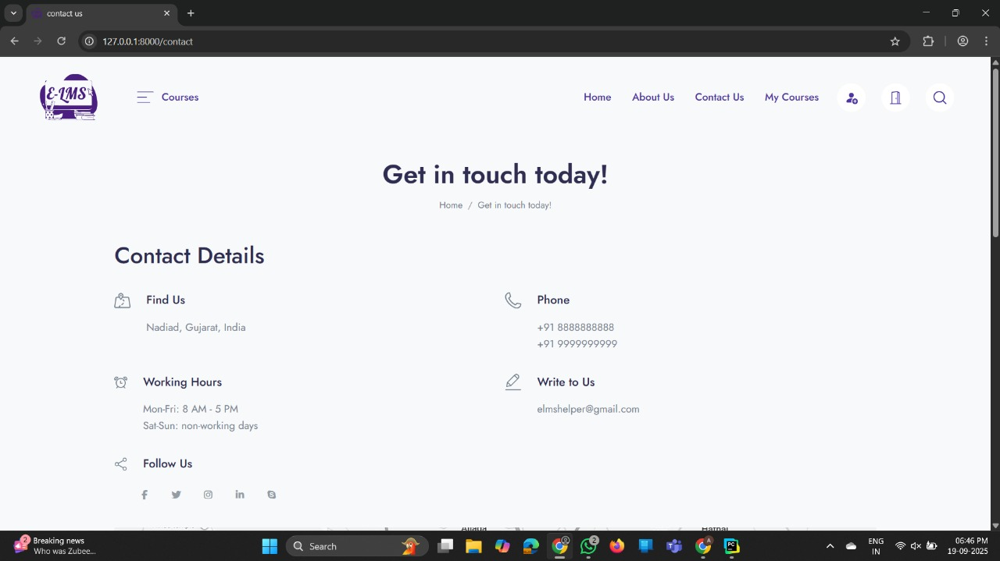 contact us
127.0.0.1:8000/contact
E-LMS
Courses
Home
About Us
Contact Us
My Courses
Get in touch today!
Home / Get in touch today!
Contact Details
Find Us
Nadiad, Gujarat, India
Phone
+91 8888888888
+91 9999999999
Working Hours
Mon-Fri: 8 AM - 5 PM
Sat-Sun: non-working days
Write to Us
elmshelper@gmail.com
Follow Us
2
Breaking news
Who was Zubee...
Search
2
A
PC
ENG
IN
06:46 PM
19-09-2025